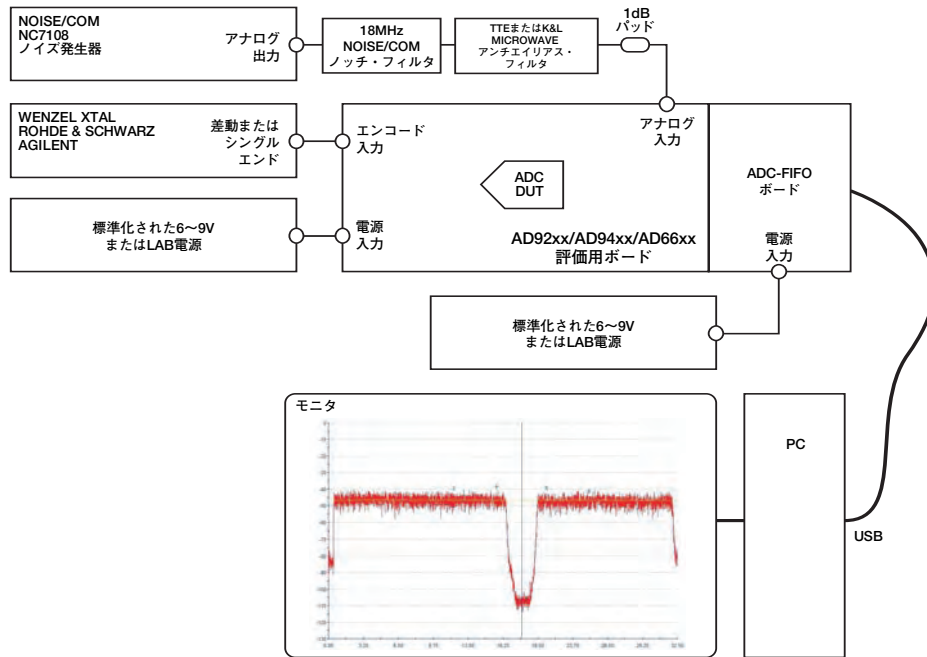 NOISE/COM
NC7108
ノイズ発生器
アナログ
出力
18MHz
NOISE/COM
ノッチ・フィルタ
TTEまたはK&L
MICROWAVE
アンチエイリアス・
フィルタ
1dB
パッド
WENZEL XTAL
ROHDE & SCHWARZ
AGILENT
差動または
シングル
エンド
エンコード
入力
アナログ
入力
ADC
DUT
ADC-FIFO
ボード
標準化された6〜9V
またはLAB電源
電源
入力
AD92xx/AD94xx/AD66xx
評価用ボード
電源
入力
標準化された6〜9V
またはLAB電源
モニタ
PC
USB